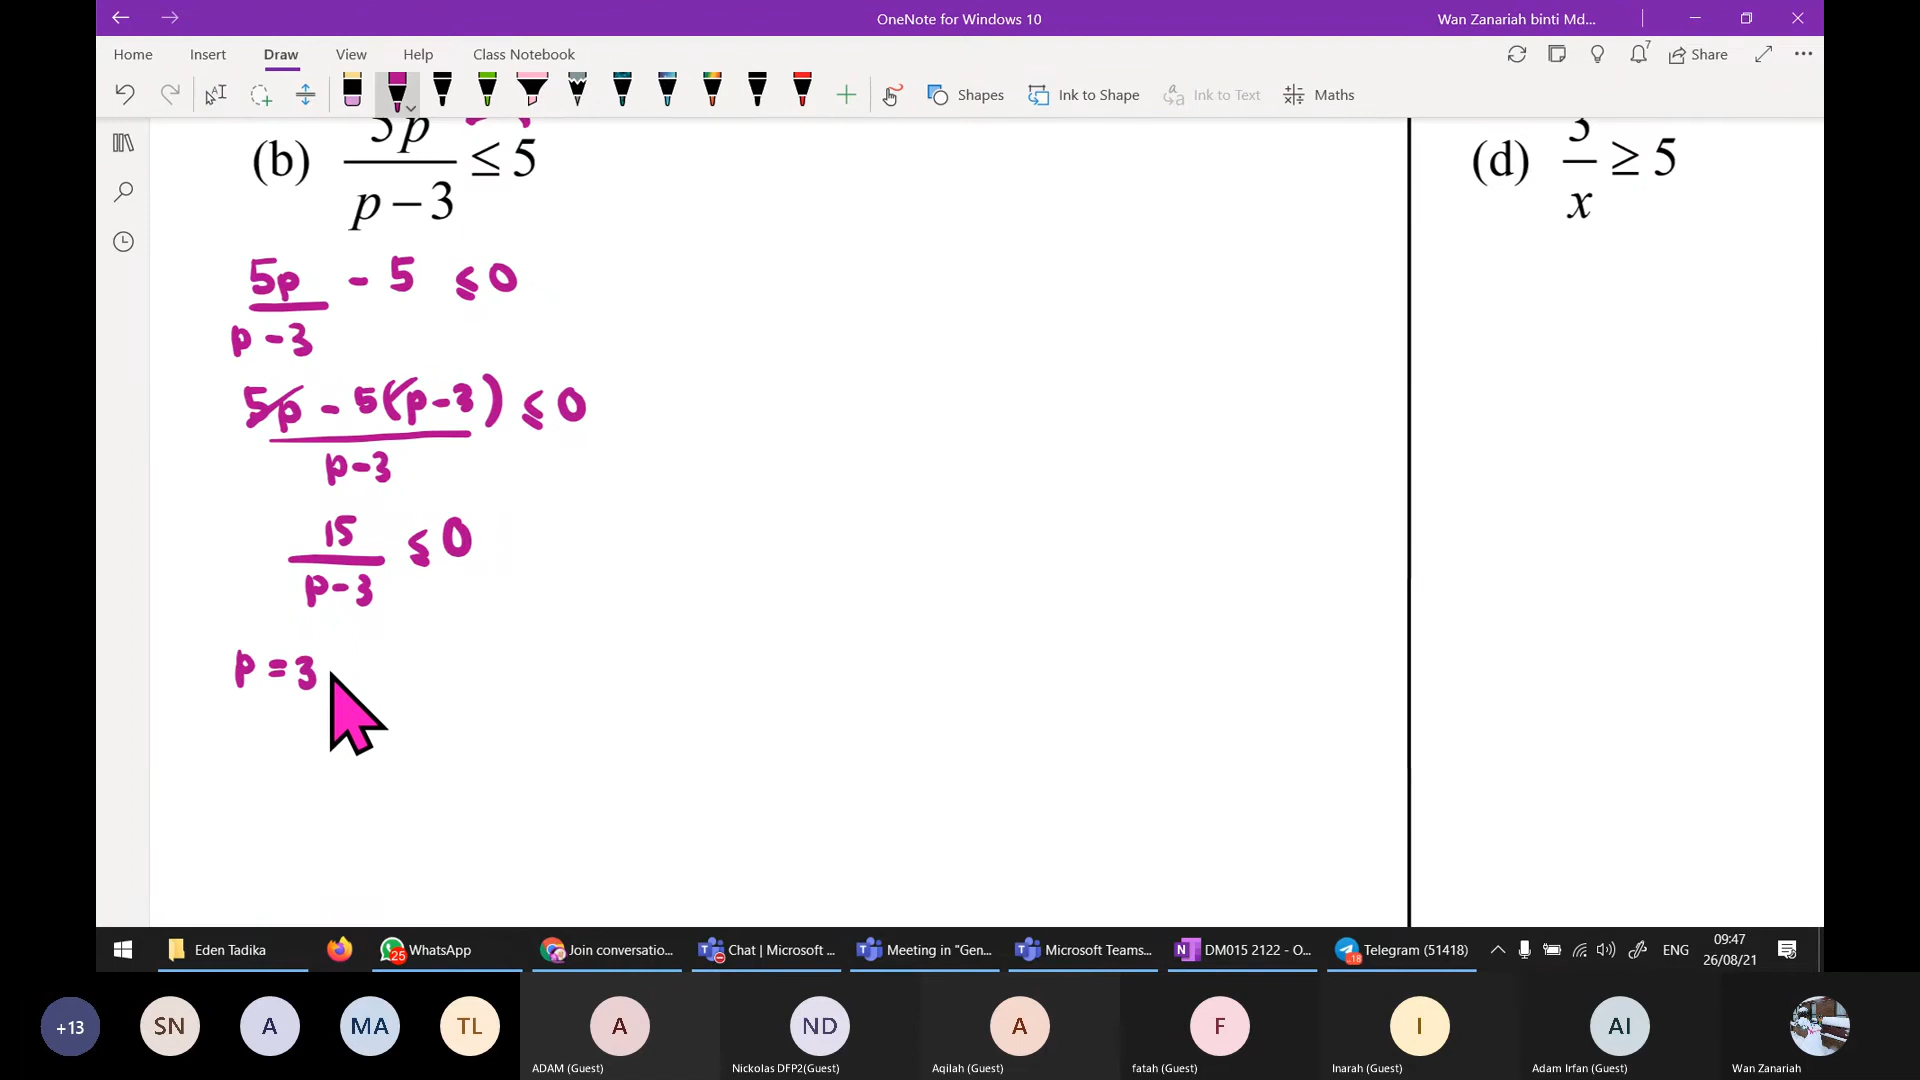 OneNote for Windows 10
Wan Zanariah binti Md...
Home Insert Draw View Help Class Notebook
7
Share
Shapes
Ink to Shape
Ink to Text
Maths
(b) 5p / p − 3 ≤ 5
(d) 3 / x ≥ 5
5p / p - 3 - 5 ≤ 0
5p - 5(p-3) / p-3 ≤ 0
15 / p-3 ≤ 0
p = 3
Eden Tadika
25
WhatsApp
Join conversatio...
Chat | Microsoft ...
Meeting in "Gen...
Microsoft Teams...
DM015 2122 - O...
Telegram (51418)
ENG
09:47
26/08/21
+13
SN
A
MA
TL
A
ND
A
F
I
AI
ADAM (Guest)
Nickolas DFP2(Guest)
Aqilah (Guest)
fatah (Guest)
Inarah (Guest)
Adam Irfan (Guest)
Wan Zanariah